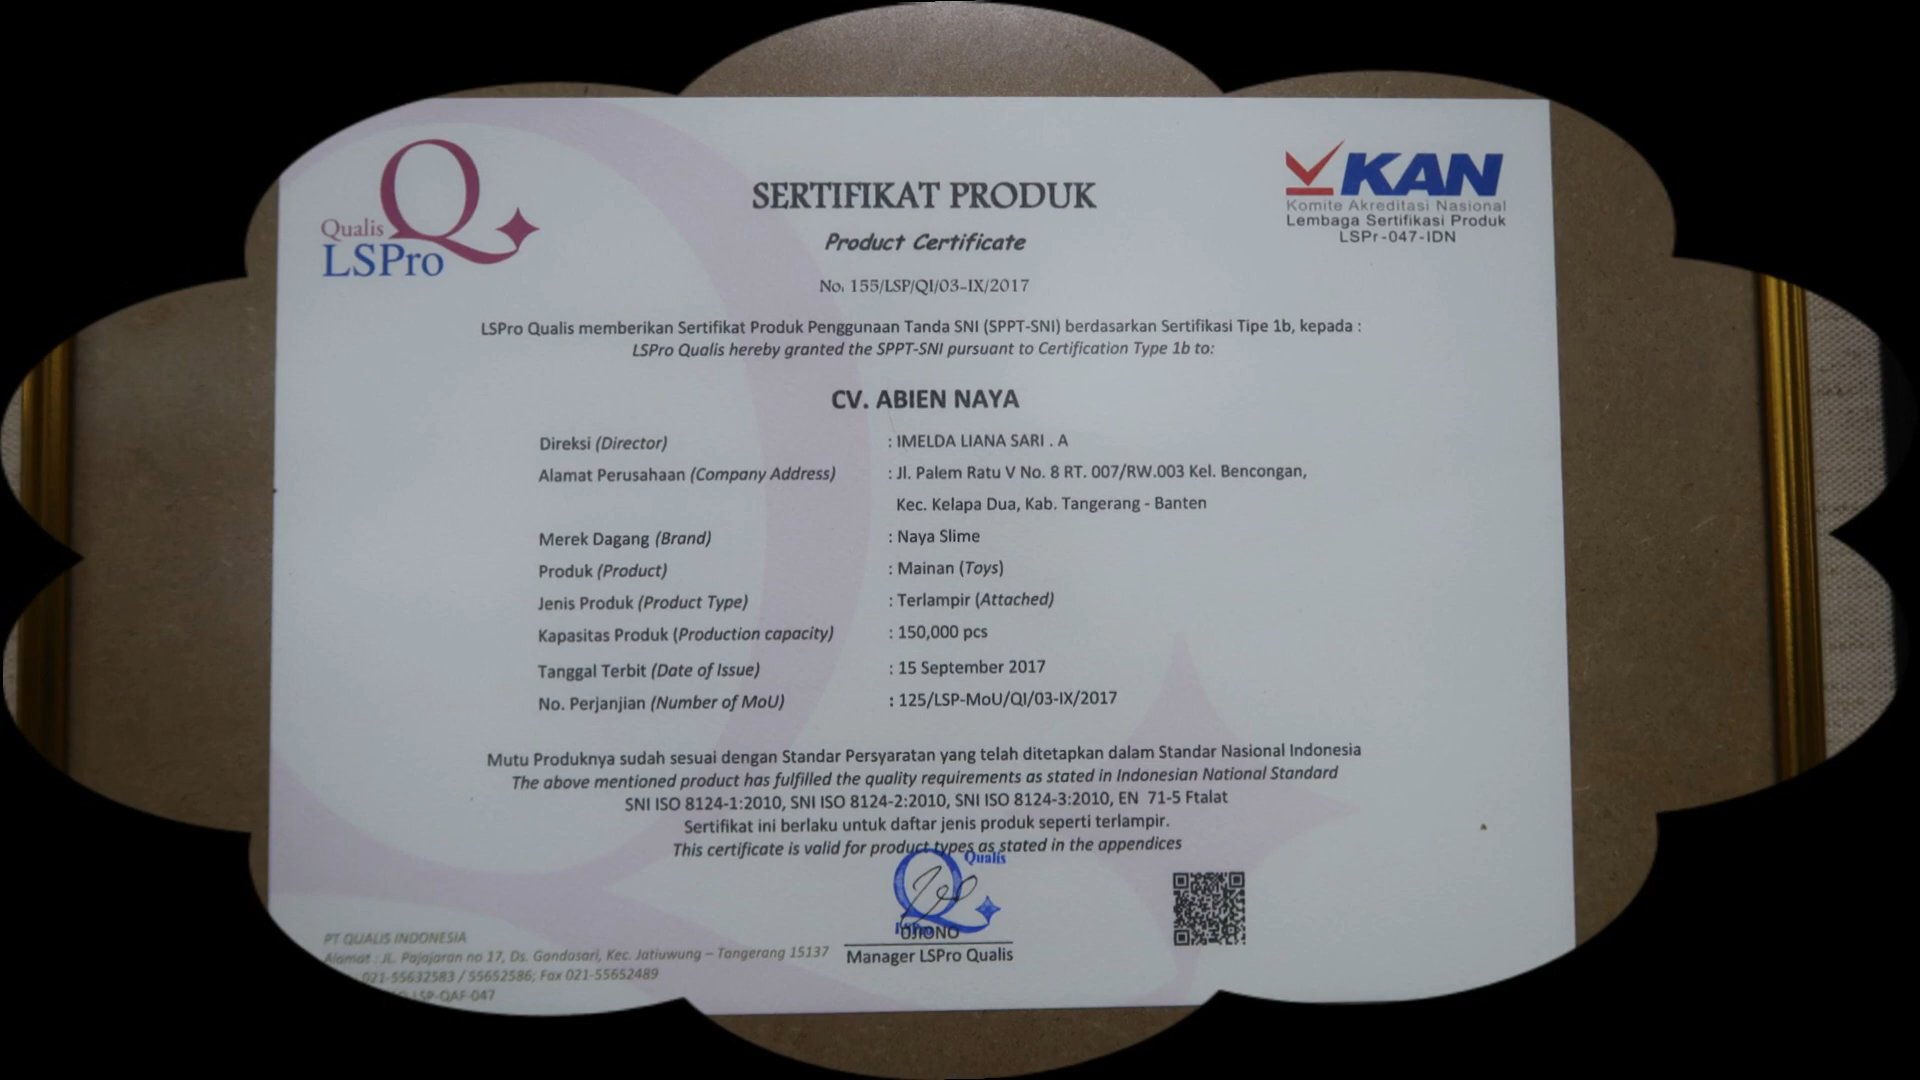 Qualis
LSPro
KAN
Komite Akreditasi Nasional
Lembaga Sertifikasi Produk
LSPr-047-IDN
SERTIFIKAT PRODUK
Product Certificate
No. 155/LSP/QI/03-IX/2017
LSPro Qualis memberikan Sertifikat Produk Penggunaan Tanda SNI (SPPT-SNI) berdasarkan Sertifikasi Tipe 1b, kepada :
LSPro Qualis hereby granted the SPPT-SNI pursuant to Certification Type 1b to:
CV. ABIEN NAYA
Direksi (Director) : IMELDA LIANA SARI . A
Alamat Perusahaan (Company Address) : Jl. Palem Ratu V No. 8 RT. 007/RW.003 Kel. Bencongan,
Kec. Kelapa Dua, Kab. Tangerang - Banten
Merek Dagang (Brand) : Naya Slime
Produk (Product) : Mainan (Toys)
Jenis Produk (Product Type) : Terlampir (Attached)
Kapasitas Produk (Production capacity) : 150,000 pcs
Tanggal Terbit (Date of Issue) : 15 September 2017
No. Perjanjian (Number of MoU) : 125/LSP-MoU/QI/03-IX/2017
Mutu Produknya sudah sesuai dengan Standar Persyaratan yang telah ditetapkan dalam Standar Nasional Indonesia
The above mentioned product has fulfilled the quality requirements as stated in Indonesian National Standard
SNI ISO 8124-1:2010, SNI ISO 8124-2:2010, SNI ISO 8124-3:2010, EN 71-5 Ftalat
Sertifikat ini berlaku untuk daftar jenis produk seperti terlampir.
This certificate is valid for product types as stated in the appendices
Qualis
Manager LSPro Qualis
PT QUALIS INDONESIA
Alamat : JL. Pajajaran no 17, Ds. Gandasari, Kec. Jatiuwung – Tangerang 15137
021-55632583 / 55652586; Fax 021-55652489
LSP-QAF-047